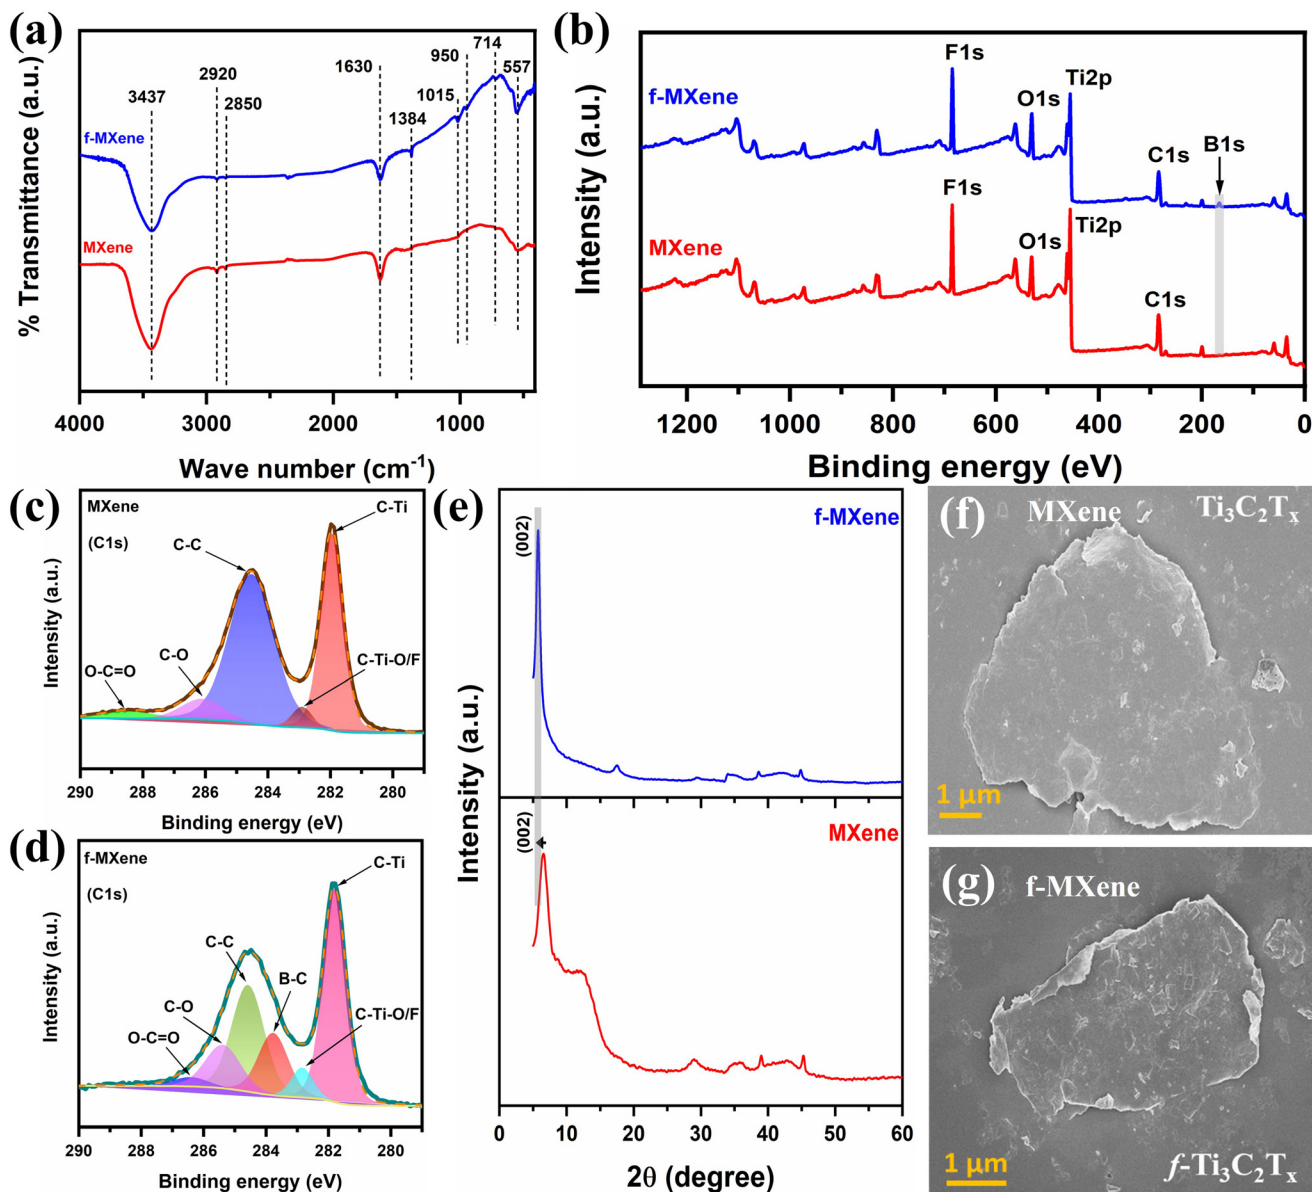 (a)
3437
2920
2850
1630
1384
1015
950
714
557
f-MXene
MXene
% Transmittance (a.u.)
4000
3000
2000
1000
Wave number (cm⁻¹)
(b)
f-MXene
F1s
O1s
Ti2p
C1s
B1s
MXene
F1s
O1s
Ti2p
C1s
Intensity (a.u.)
1200
1000
800
600
400
200
0
Binding energy (eV)
(c)
MXene
(C1s)
C-Ti
C-C
C-O
O-C=O
C-Ti-O/F
Intensity (a.u.)
290
288
286
284
282
280
Binding energy (eV)
(d)
f-MXene
(C1s)
C-Ti
C-C
B-C
C-O
O-C=O
C-Ti-O/F
Intensity (a.u.)
290
288
286
284
282
280
Binding energy (eV)
(e)
(002)
f-MXene
(002)
MXene
Intensity (a.u.)
0
10
20
30
40
50
60
2θ (degree)
(f)
MXene
Ti₃C₂Tₓ
1 µm
(g)
f-MXene
1 µm
f-Ti₃C₂Tₓ